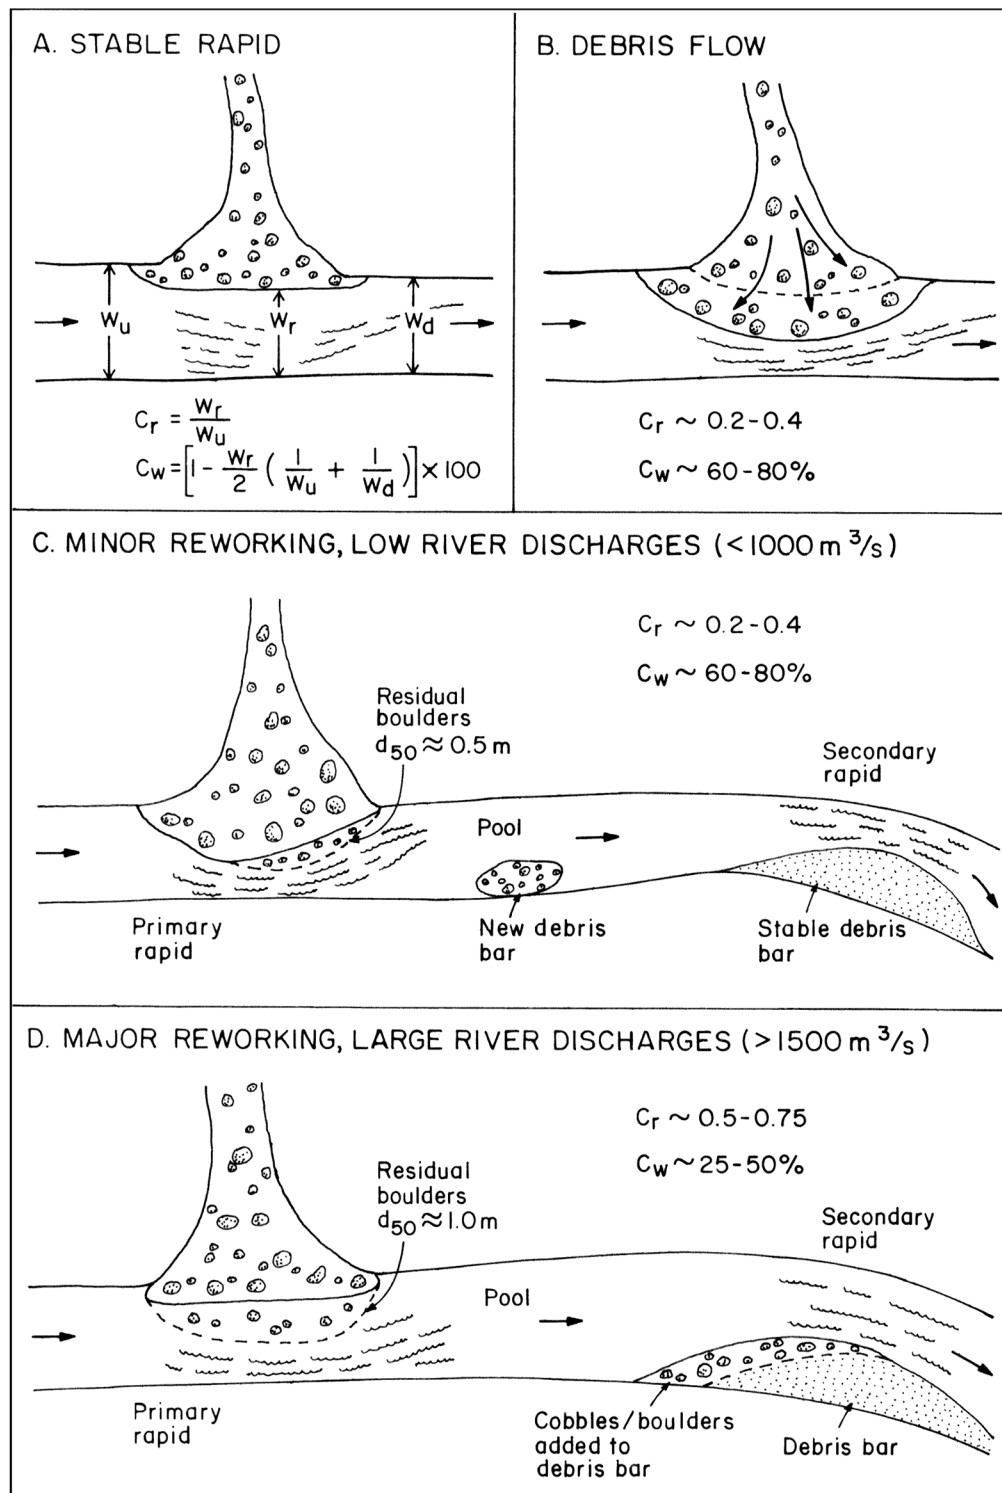 A. STABLE RAPID
Wu
Wr
Wd
Cr = Wr/Wu
Cw = [1 - Wr/2 (1/Wu + 1/Wd)] × 100
B. DEBRIS FLOW
Cr ~ 0.2-0.4
Cw ~ 60-80%
C. MINOR REWORKING, LOW RIVER DISCHARGES (<1000 m³/s)
Cr ~ 0.2-0.4
Cw ~ 60-80%
Residual
boulders
d50 ≈ 0.5 m
Secondary
rapid
Pool
Primary
rapid
New debris
bar
Stable debris
bar
D. MAJOR REWORKING, LARGE RIVER DISCHARGES (>1500 m³/s)
Cr ~ 0.5-0.75
Cw ~ 25-50%
Residual
boulders
d50 ≈ 1.0 m
Secondary
rapid
Pool
Primary
rapid
Cobbles/boulders
added to
debris bar
Debris bar